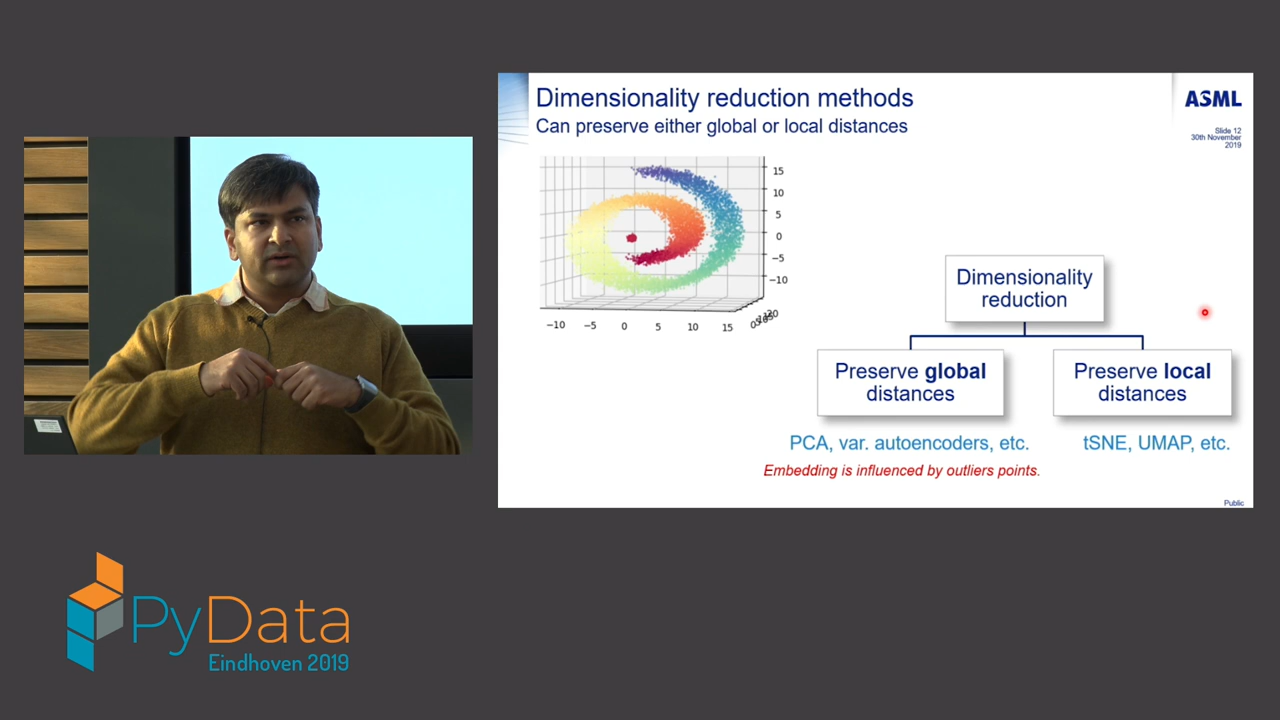 Dimensionality reduction methods
Can preserve either global or local distances
ASML
Slide 12
30th November
2019
15
10
5
0
−5
−10
−10
−5
0
5
10
15
Dimensionality
reduction
Preserve global
distances
Preserve local
distances
PCA, var. autoencoders, etc.
tSNE, UMAP, etc.
Embedding is influenced by outliers points.
Public
PyData
Eindhoven 2019